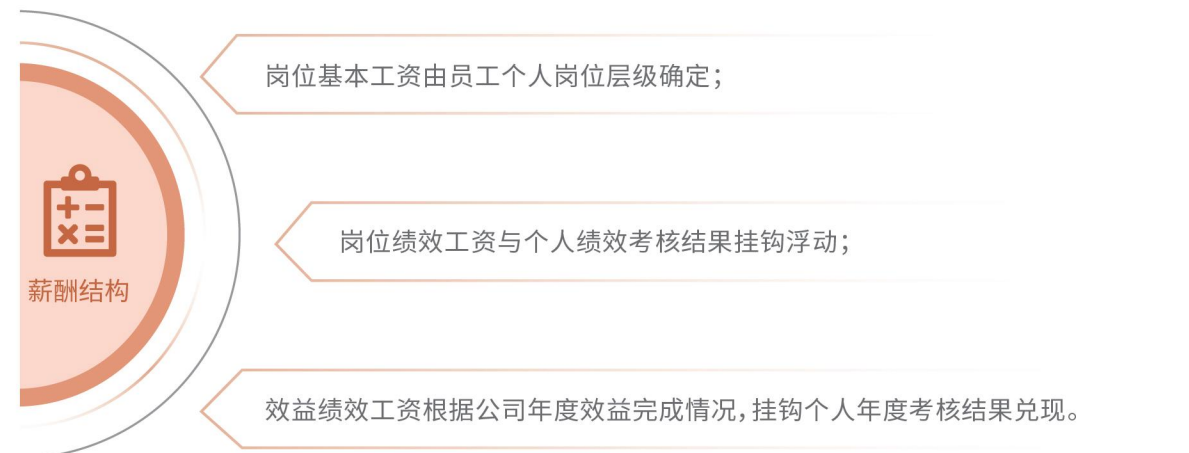 岗位基本工资由员工个人岗位层级确定；
岗位绩效工资与个人绩效考核结果挂钩浮动；
薪酬结构
效益绩效工资根据公司年度效益完成情况，挂钩个人年度考核结果兑现。